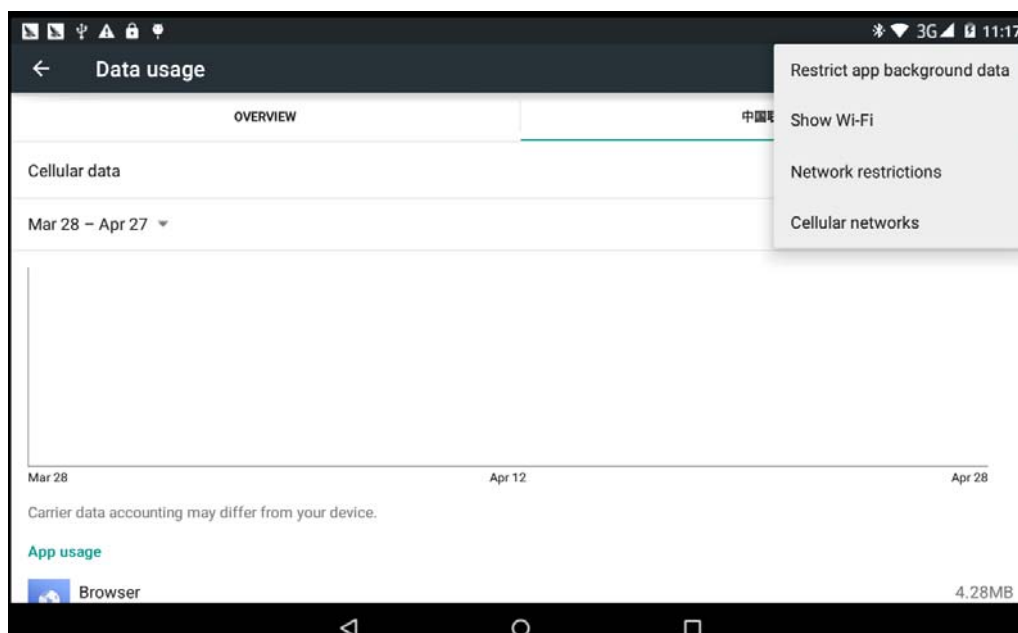 3G 11:17
Data usage
Restrict app background data
Show Wi-Fi
Network restrictions
Cellular networks
OVERVIEW
中国
Cellular data
Mar 28 – Apr 27
Mar 28
Apr 12
Apr 28
Carrier data accounting may differ from your device.
App usage
Browser
4.28MB